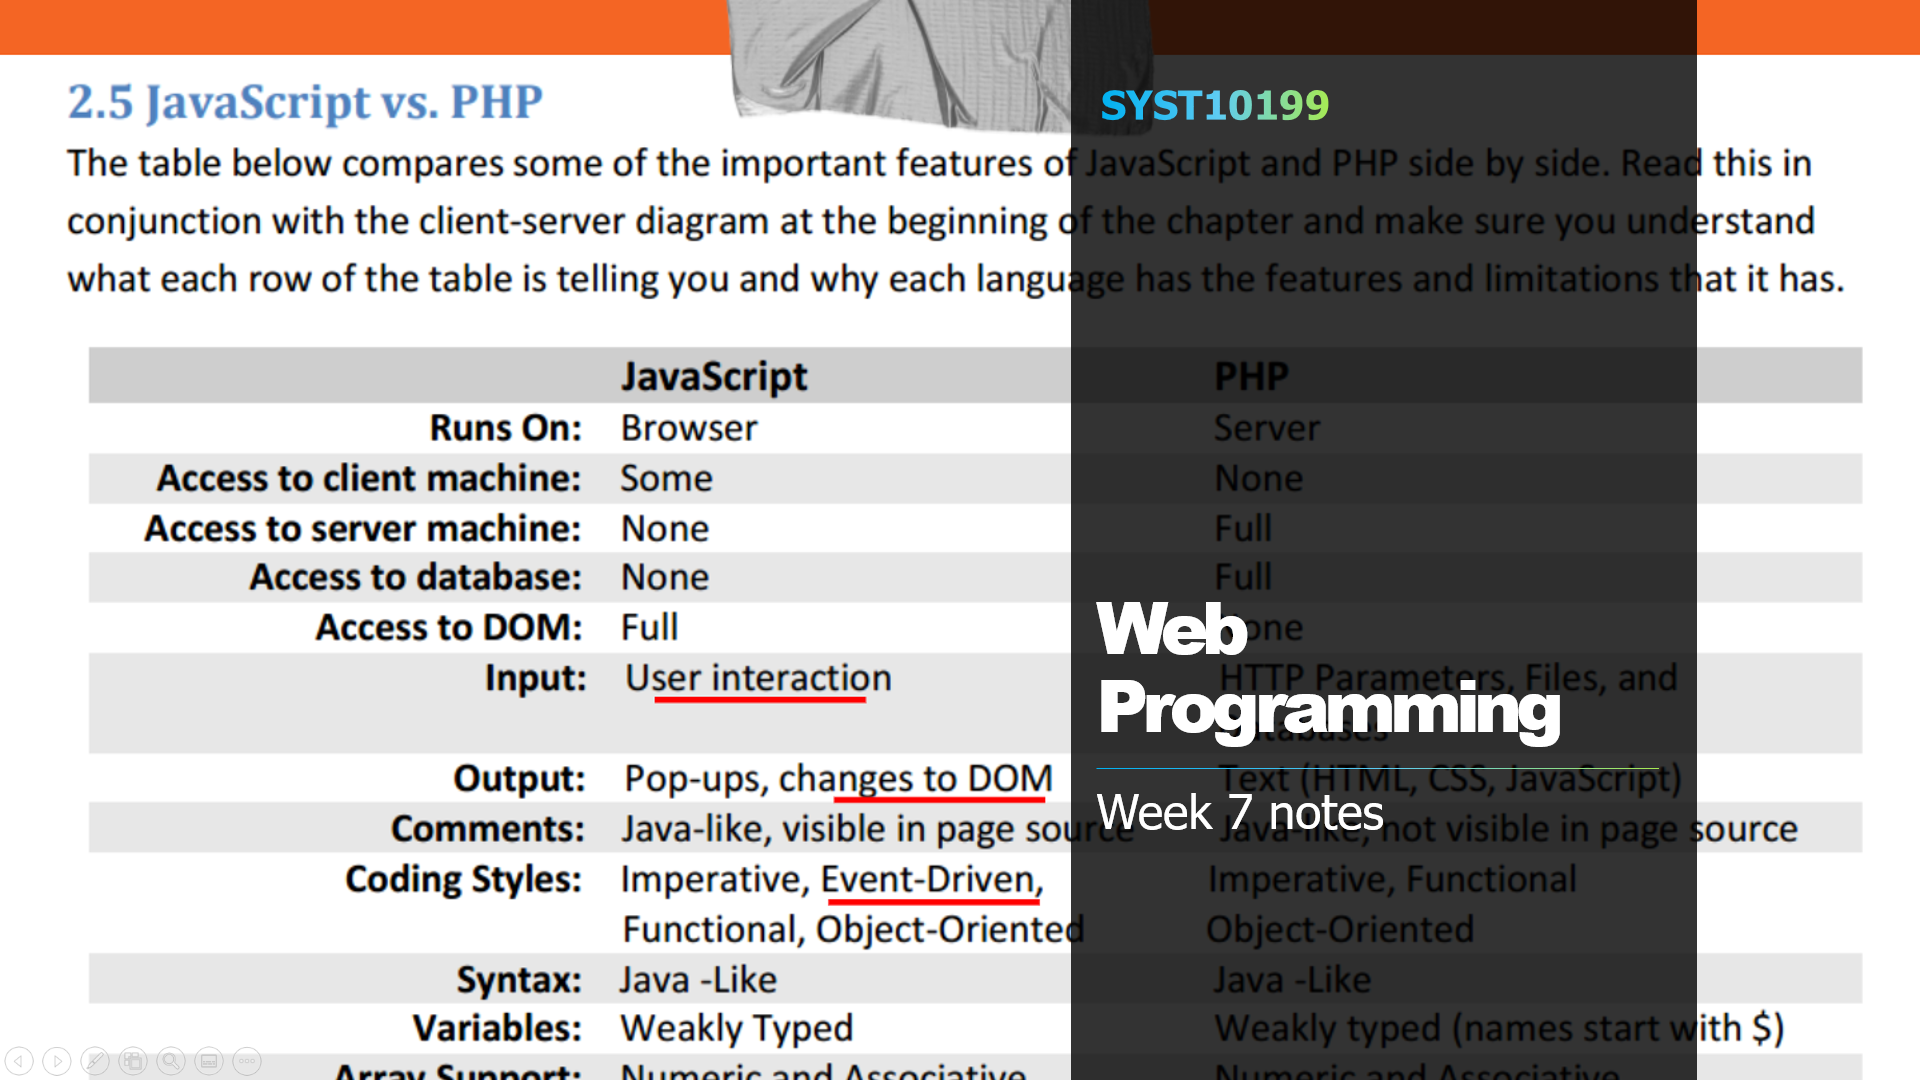 2.5 JavaScript vs. PHP
SYST10199
The table below compares some of the important features of JavaScript and PHP side by side. Read this in
conjunction with the client-server diagram at the beginning of the chapter and make sure you understand
what each row of the table is telling you and why each language has the features and limitations that it has.
JavaScript PHP
Runs On: Browser Server
Access to client machine: Some None
Access to server machine: None Full
Access to database: None Full
Access to DOM: Full None
Input: User interaction HTTP Parameters, Files, and
Databases
Output: Pop-ups, changes to DOM Text (HTML, CSS, JavaScript)
Comments: Java-like, visible in page source Java-like, not visible in page source
Coding Styles: Imperative, Event-Driven, Imperative, Functional
Functional, Object-Oriented Object-Oriented
Syntax: Java -Like Java -Like
Variables: Weakly Typed Weakly typed (names start with $)
Array Support: Numeric and Associative Numeric and Associative
Web
Programming
Week 7 notes